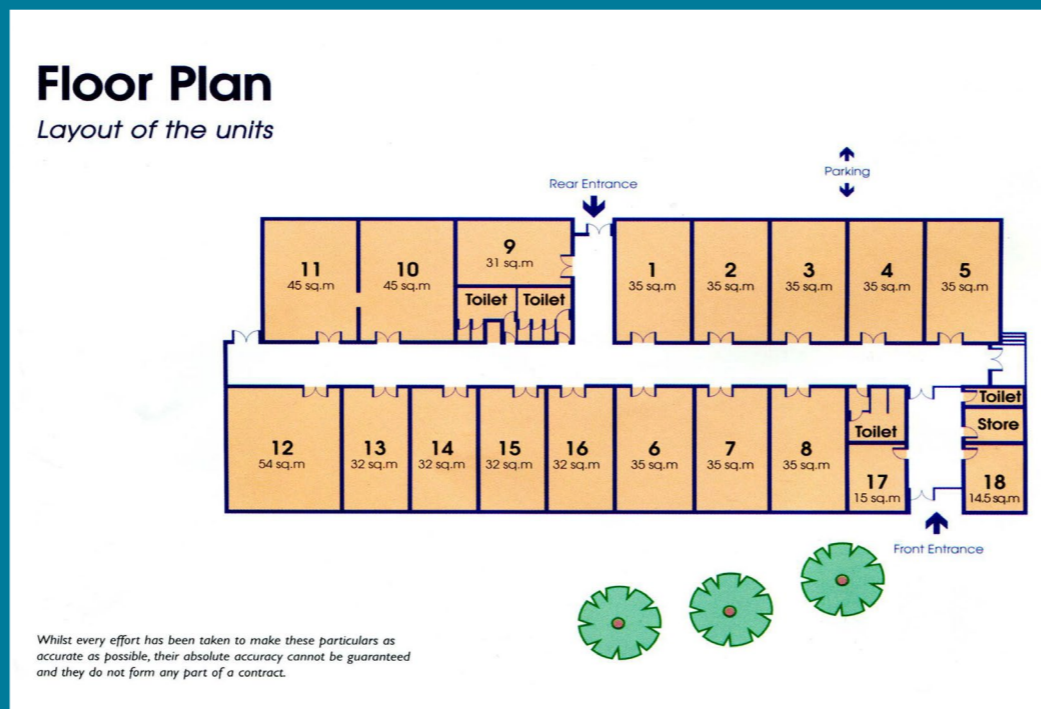 Floor Plan
Layout of the units
Parking
Rear Entrance
11
45 sq.m
10
45 sq.m
9
31 sq.m
Toilet
Toilet
1
35 sq.m
2
35 sq.m
3
35 sq.m
4
35 sq.m
5
35 sq.m
12
54 sq.m
13
32 sq.m
14
32 sq.m
15
32 sq.m
16
32 sq.m
6
35 sq.m
7
35 sq.m
8
35 sq.m
Toilet
17
15 sq.m
Toilet
Store
18
14.5 sq.m
Front Entrance
Whilst every effort has been taken to make these particulars as
accurate as possible, their absolute accuracy cannot be guaranteed
and they do not form any part of a contract.